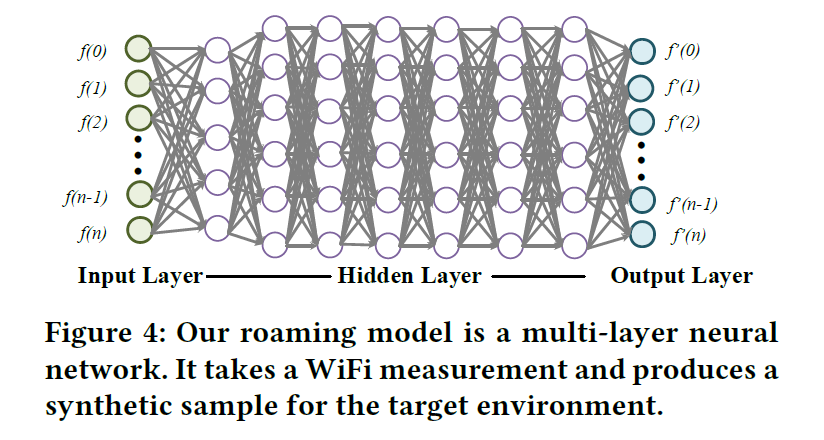 f(0)
f(1)
f(2)
f(n-1)
f(n)
f'(0)
f'(1)
f'(2)
f'(n-1)
f'(n)
Input Layer Hidden Layer Output Layer
Figure 4: Our roaming model is a multi-layer neural
network. It takes a WiFi measurement and produces a
synthetic sample for the target environment.